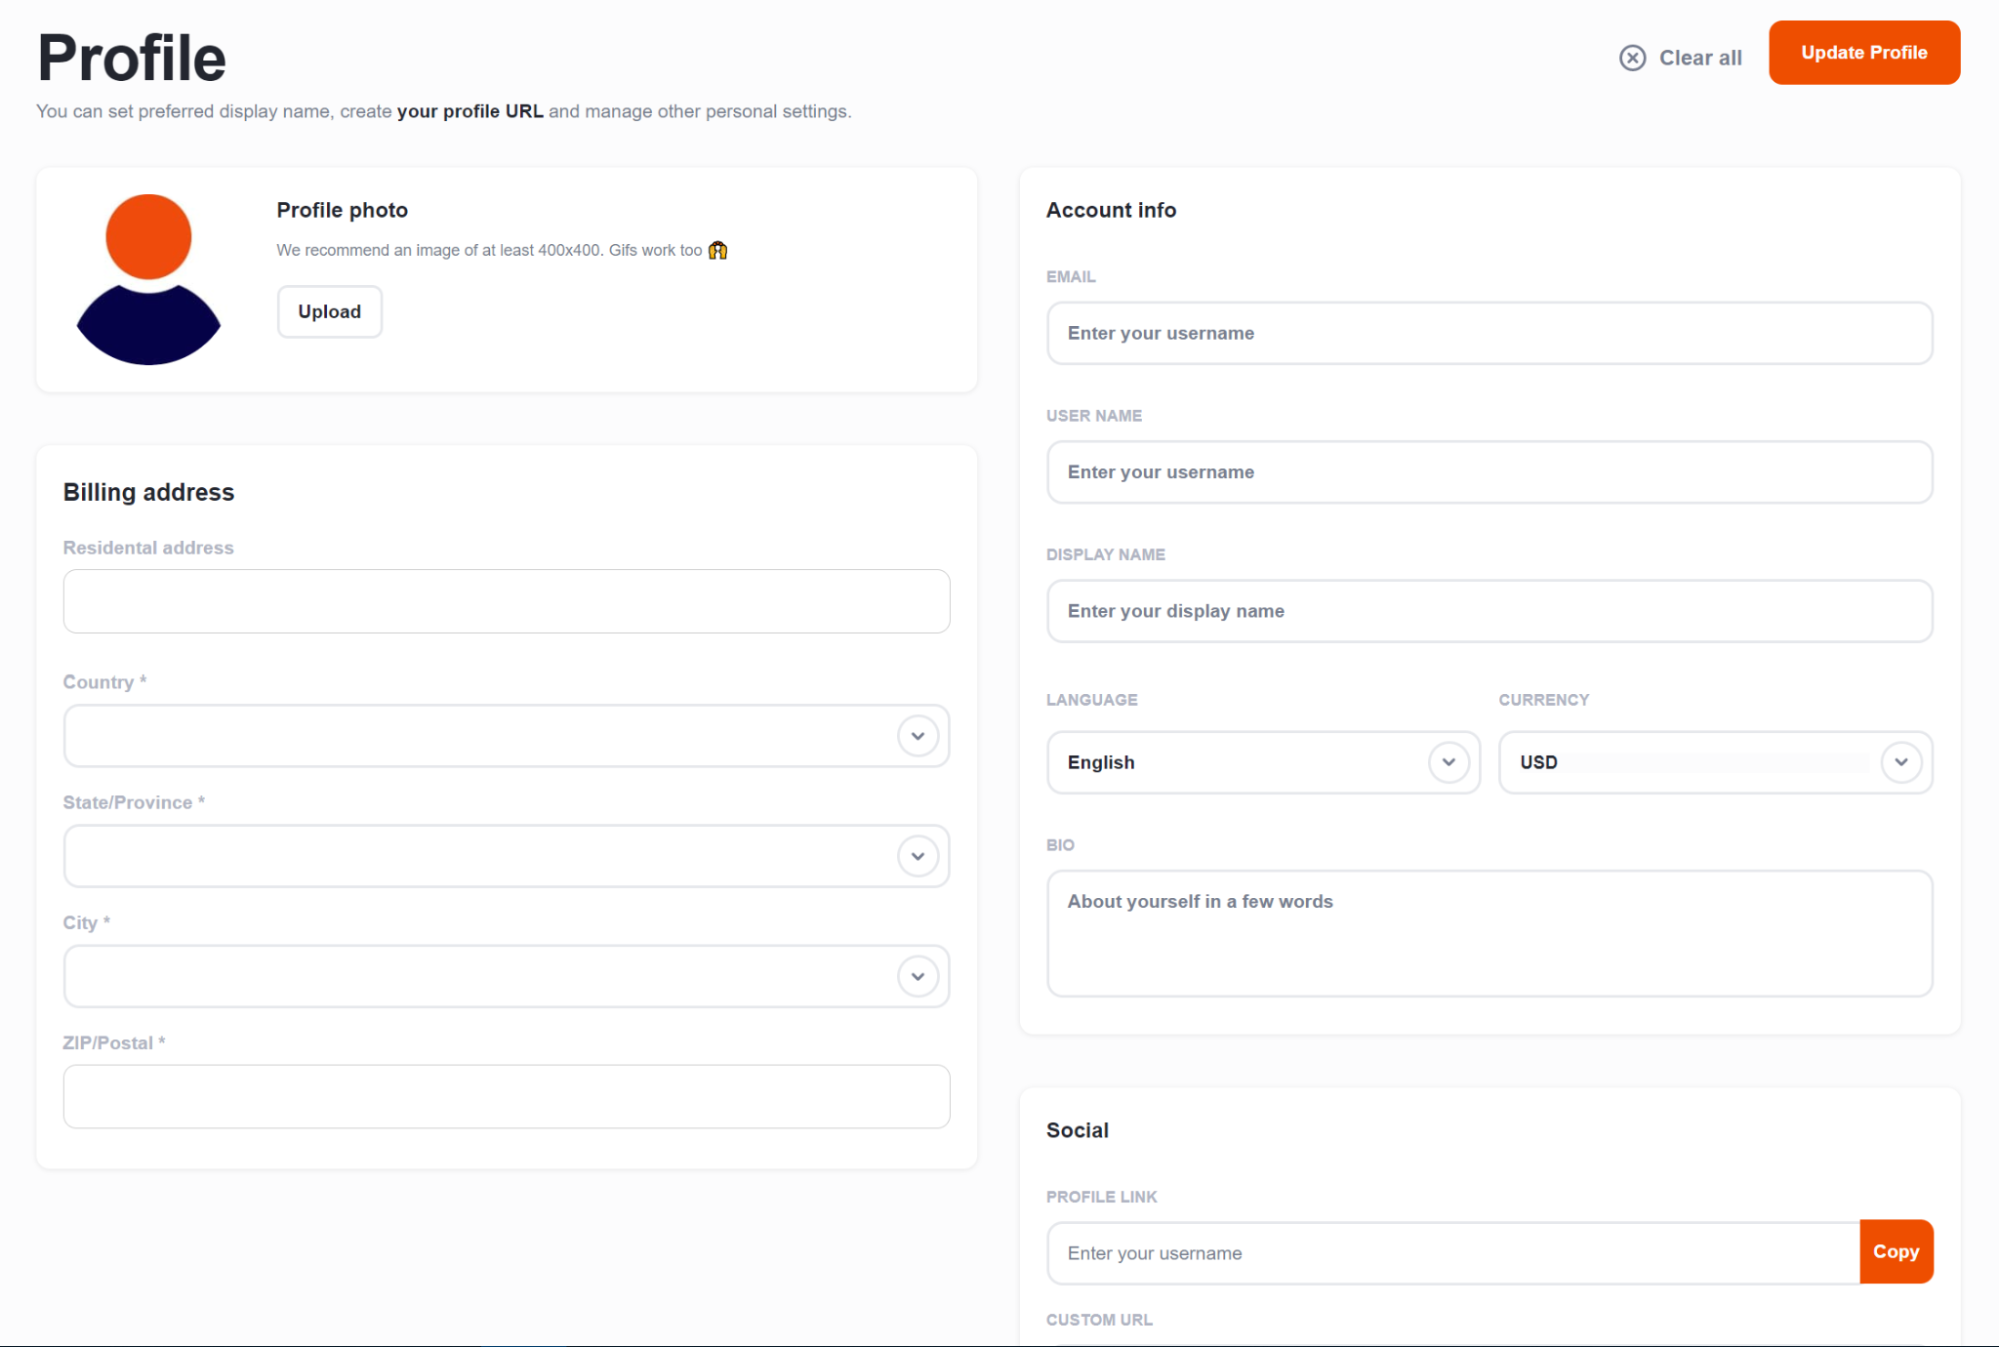 Profile
Clear all
Update Profile
You can set preferred display name, create your profile URL and manage other personal settings.
Profile photo
We recommend an image of at least 400x400. Gifs work too 🙌
Upload
Billing address
Residental address
Country *
State/Province *
City *
ZIP/Postal *
Account info
EMAIL
Enter your username
USER NAME
Enter your username
DISPLAY NAME
Enter your display name
LANGUAGE
CURRENCY
English
USD
BIO
About yourself in a few words
Social
PROFILE LINK
Enter your username
Copy
CUSTOM URL